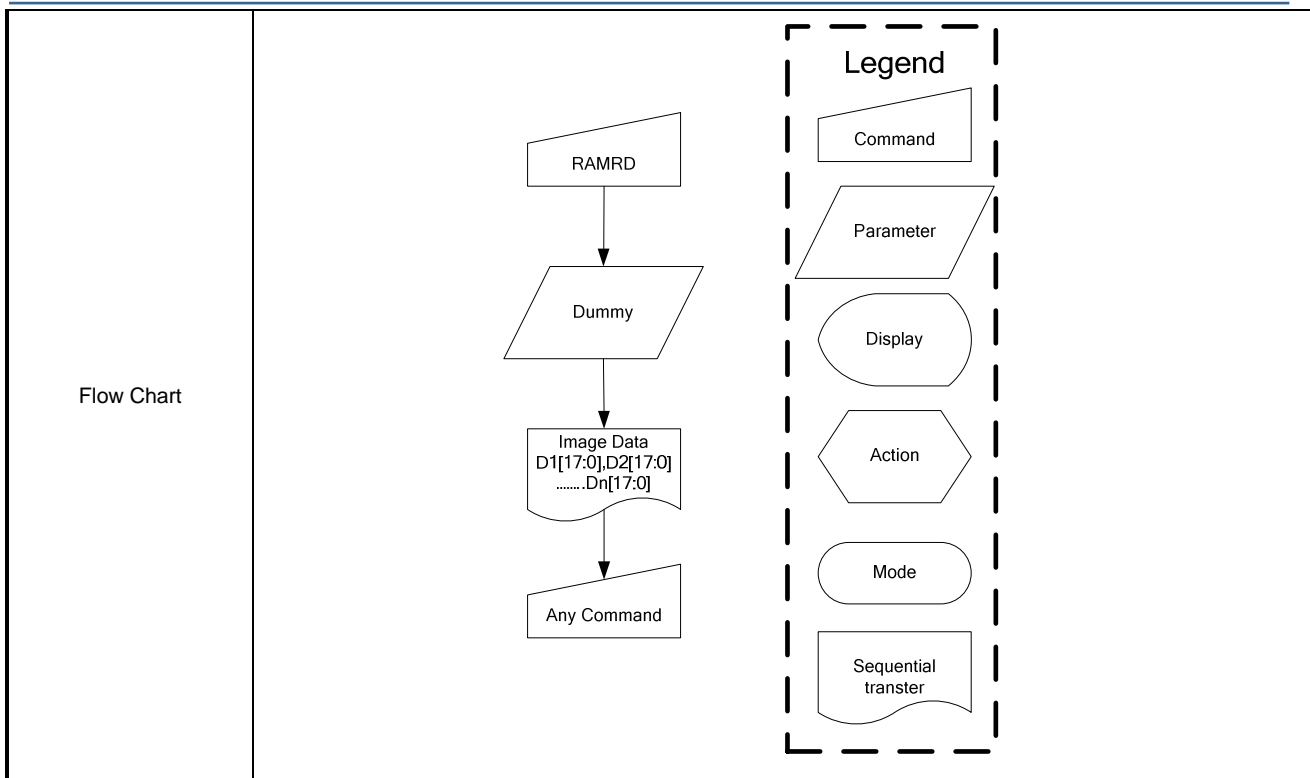 Flow Chart
RAMRD
Dummy
Image Data
D1[17:0],D2[17:0]
........Dn[17:0]
Any Command
Legend
Command
Parameter
Display
Action
Mode
Sequential
transter